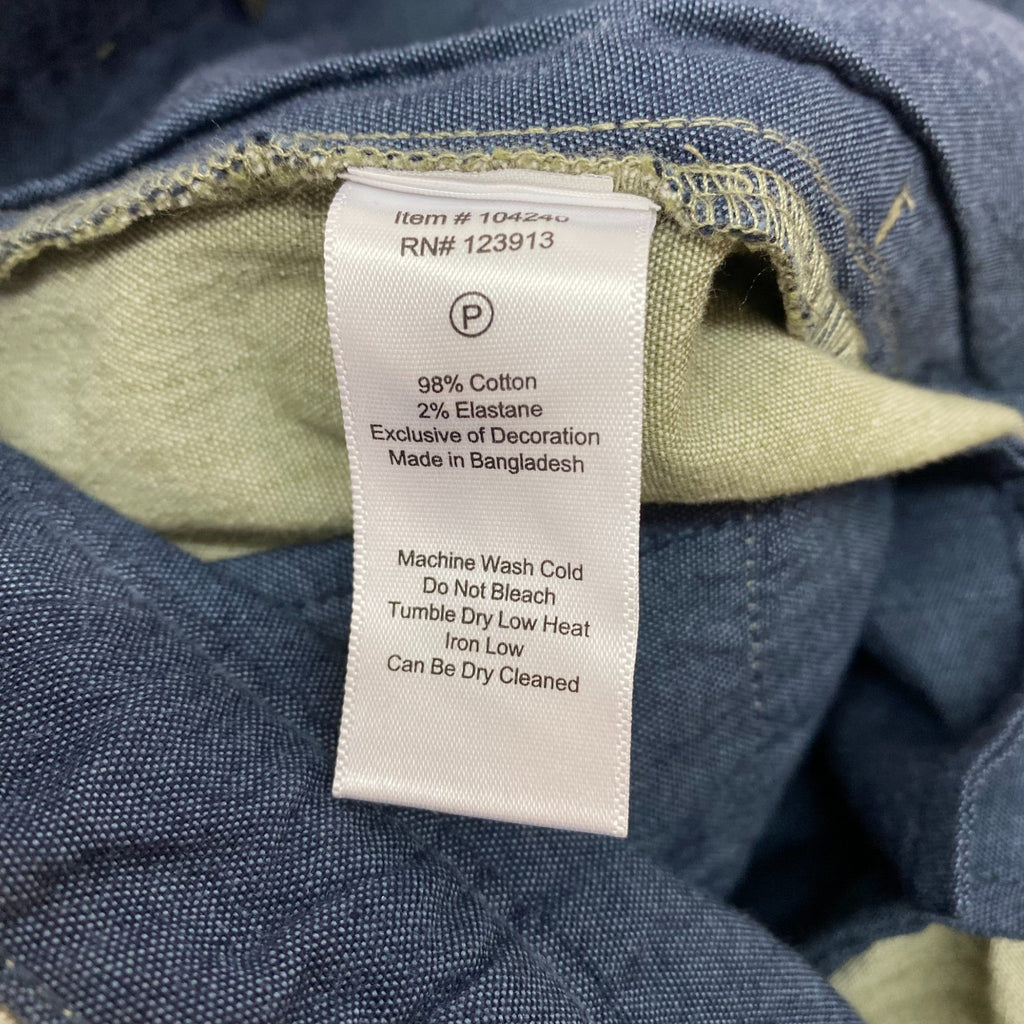 Item #
RN# 123913
P
98% Cotton
2% Elastane
Exclusive of Decoration
Made in Bangladesh
Machine Wash Cold
Do Not Bleach
Tumble Dry Low Heat
Iron Low
Can Be Dry Cleaned